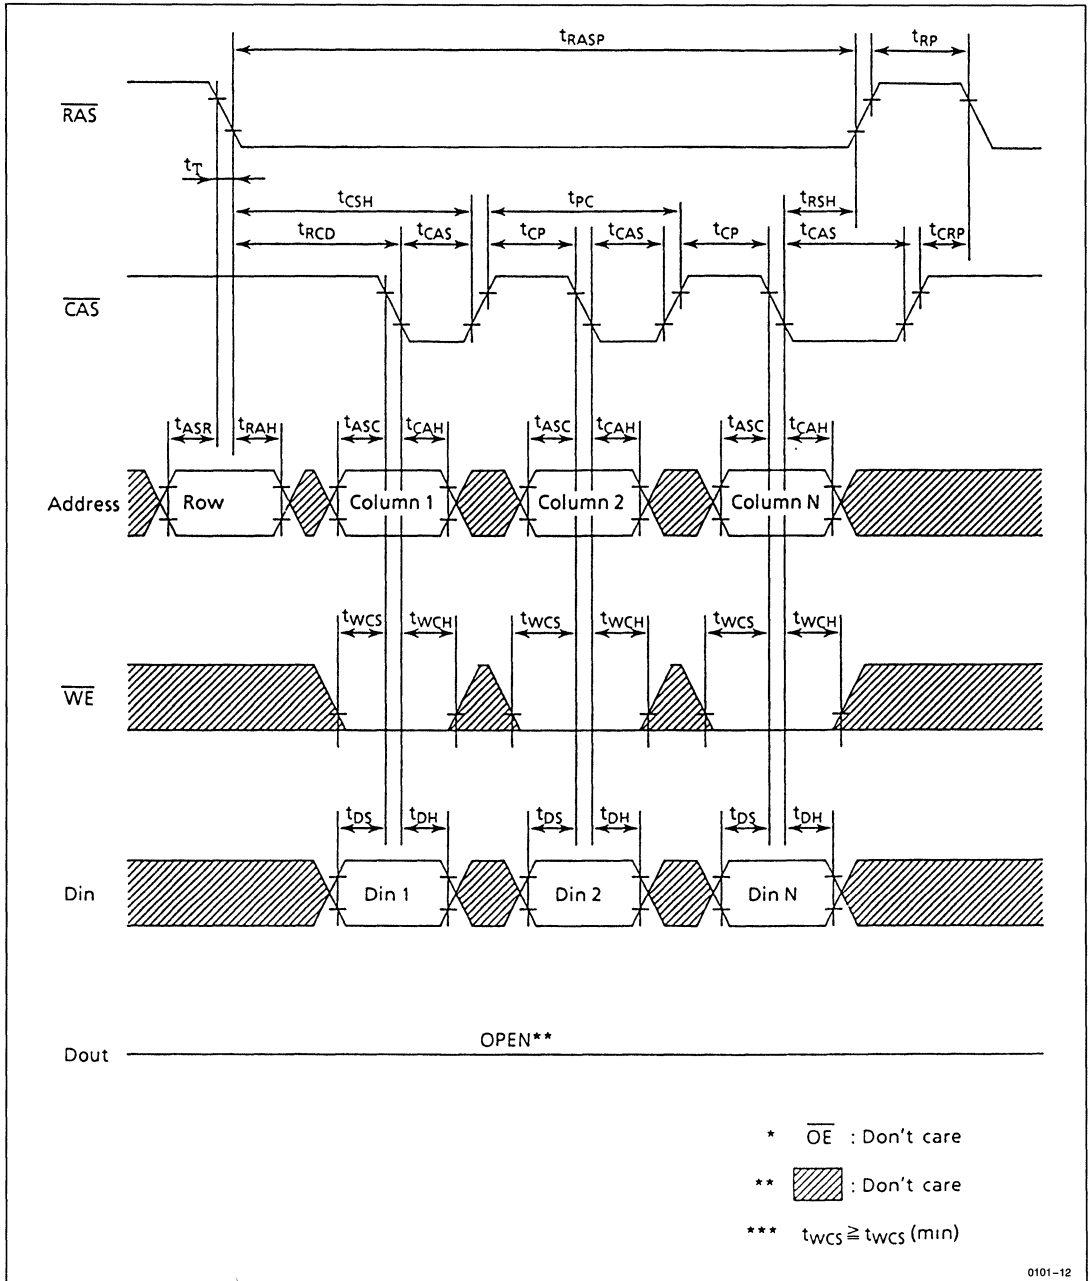 tRASP tRP
RAS
tT
tCSH tPC tRSH
tRCD tCAS tCP tCAS tCP tCAS tCRP
CAS
tASR tRAH tASC tCAH tASC tCAH tASC tCAH
Address Row Column 1 Column 2 Column N
tWCS tWCH tWCS tWCH tWCS tWCH
WE
tDS tDH tDS tDH tDS tDH
Din Din 1 Din 2 Din N
OPEN**
Dout
* OE : Don't care
** : Don't care
*** tWCS ≧ tWCS (min)
0101–12